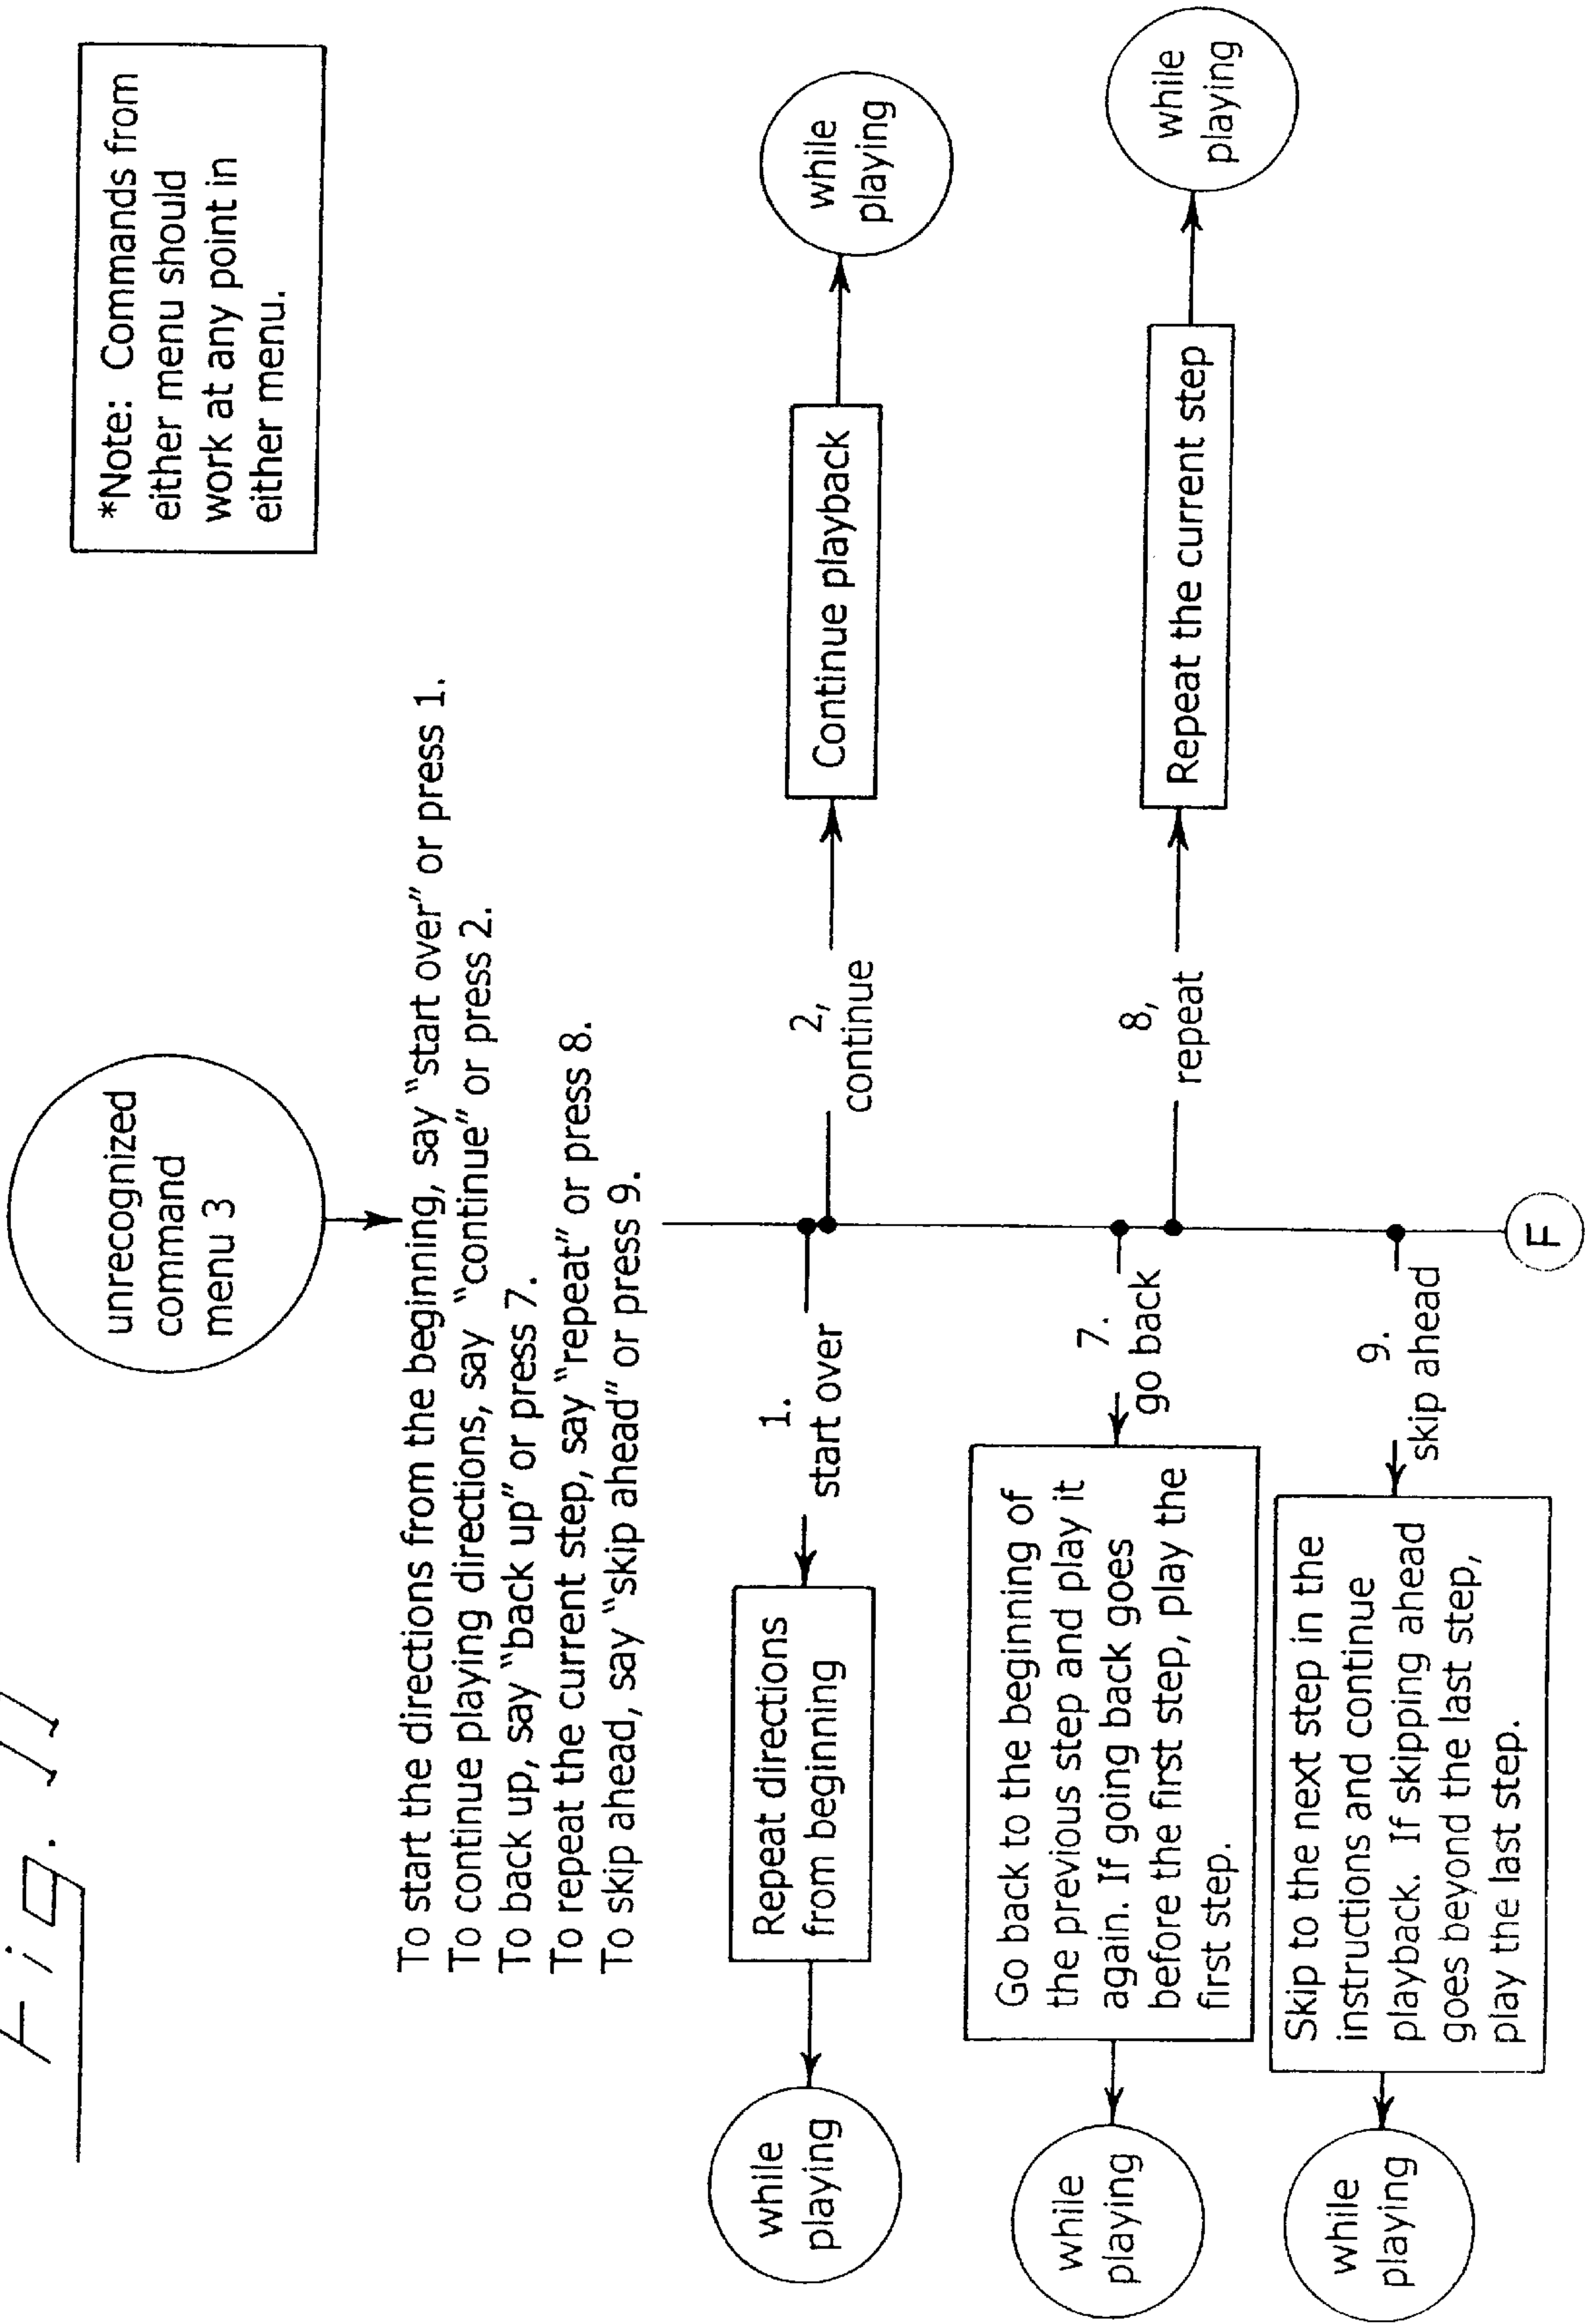 Fig. 11
*Note: Commands from
either menu should
work at any point in
either menu.
unrecognized
command
menu 3
To start the directions from the beginning, say "start over" or press 1.
To continue playing directions, say "continue" or press 2.
To back up, say "back up" or press 7.
To repeat the current step, say "repeat" or press 8.
To skip ahead, say "skip ahead" or press 9.
while
playing
Repeat directions
from beginning
1.
start over
2,
continue
Continue playback
while
playing
while
playing
Go back to the beginning of
the previous step and play it
again. If going back goes
before the first step, play the
first step.
7.
go back
8,
repeat
Repeat the current step
while
playing
while
playing
Skip to the next step in the
instructions and continue
playback. If skipping ahead
goes beyond the last step,
play the last step.
9.
skip ahead
F